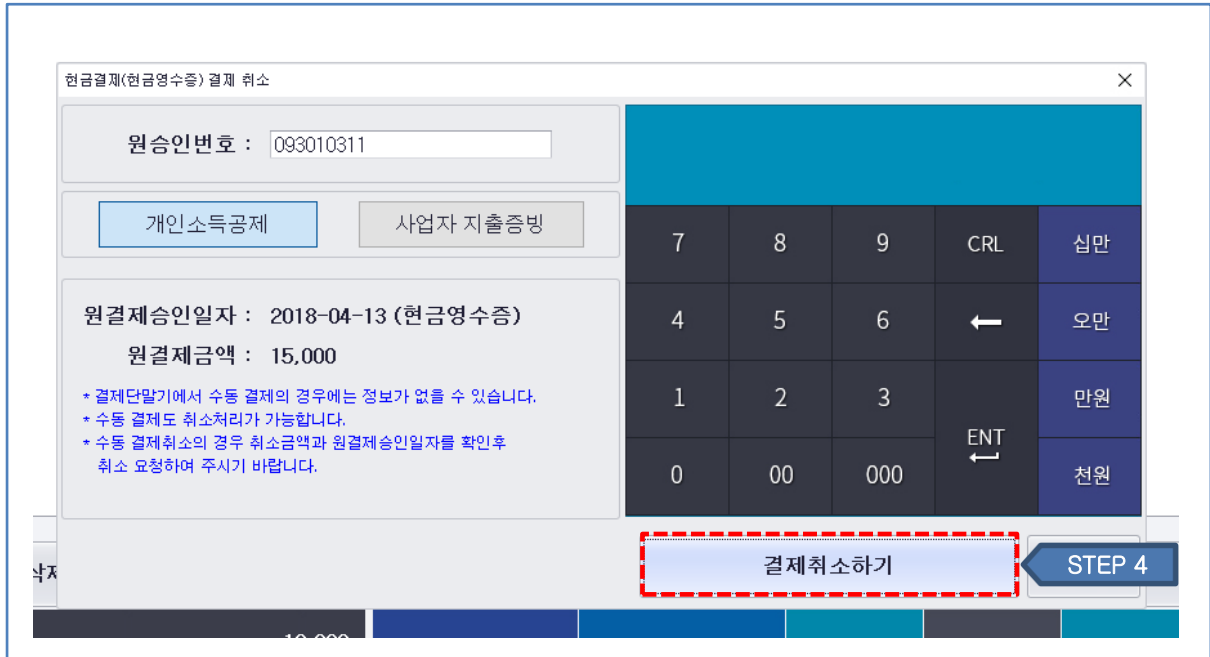 현금결제(현금영수증) 결제 취소
원승인번호 : 093010311
개인소득공제 사업자 지출증빙
원결제승인일자 : 2018-04-13 (현금영수증)
원결제금액 : 15,000
* 결제단말기에서 수동 결제의 경우에는 정보가 없을 수 있습니다.
* 수동 결제도 취소처리가 가능합니다.
* 수동 결제취소의 경우 취소금액과 원결제승인일자를 확인후
취소 요청하여 주시기 바랍니다.
7 8 9 CRL 십만
4 5 6 ← 오만
1 2 3 만원
ENT
0 00 000 천원
결제취소하기
STEP 4